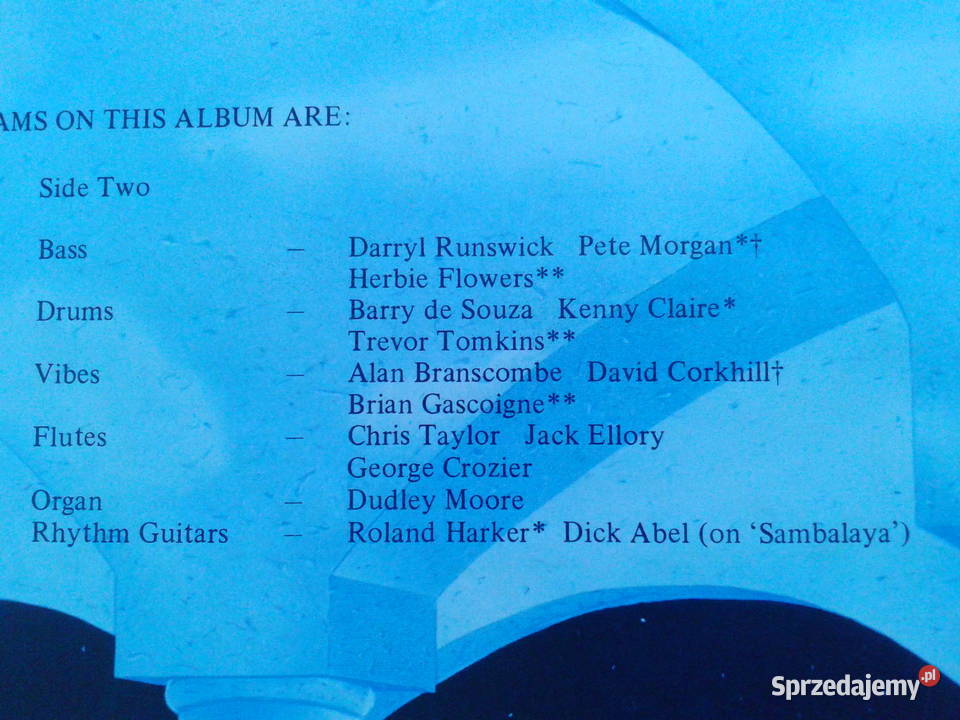 AMS ON THIS ALBUM ARE:
Side Two
Bass – Darryl Runswick Pete Morgan*†
Herbie Flowers**
Drums – Barry de Souza Kenny Claire*
Trevor Tomkins**
Vibes – Alan Branscombe David Corkhill†
Brian Gascoigne**
Flutes – Chris Taylor Jack Ellory
George Crozier
Organ – Dudley Moore
Rhythm Guitars – Roland Harker* Dick Abel (on ‘Sambalaya’)
Sprzedajemy.pl